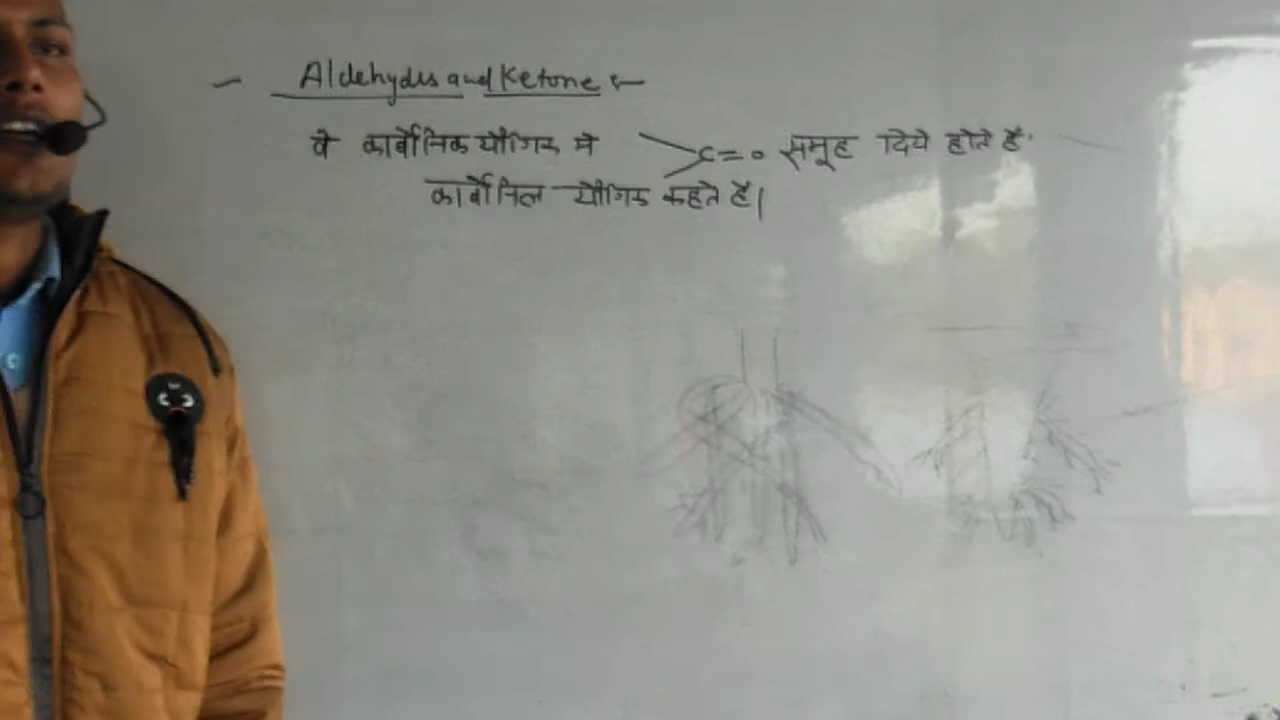 Aldehydes and Ketone :-
वे कार्बोनिक यौगिक मे >C=O समूह दिये होते है.
कार्बोनिल यौगिक कहते है|